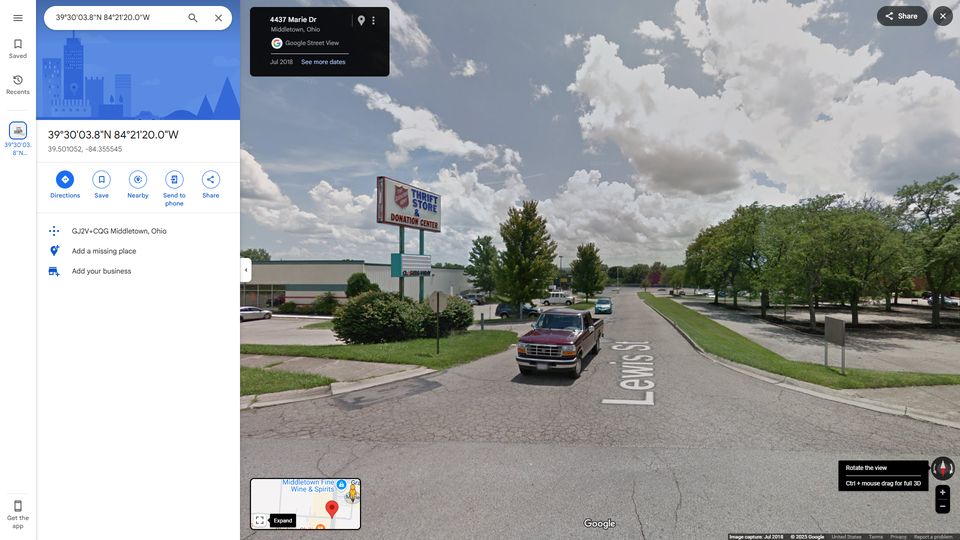 39°30'03.8"N 84°21'20.0"W
Saved
Recents
39°30'03.
8"N...
Get the
app
39°30'03.8"N 84°21'20.0"W
39.501052, -84.355545
Directions
Save
Nearby
Send to
phone
Share
GJ2V+CQG Middletown, Ohio
Add a missing place
Add your business
4437 Marie Dr
Middletown, Ohio
Google Street View
Jul 2018 See more dates
Share
THRIFT
STORE
&
DONATION CENTER
Lewis St
Middletown Fine
Wine & Spirits
Expand
Google
Rotate the view
Ctrl + mouse drag for full 3D
Image capture: Jul 2018 © 2025 Google United States Terms Privacy Report a problem